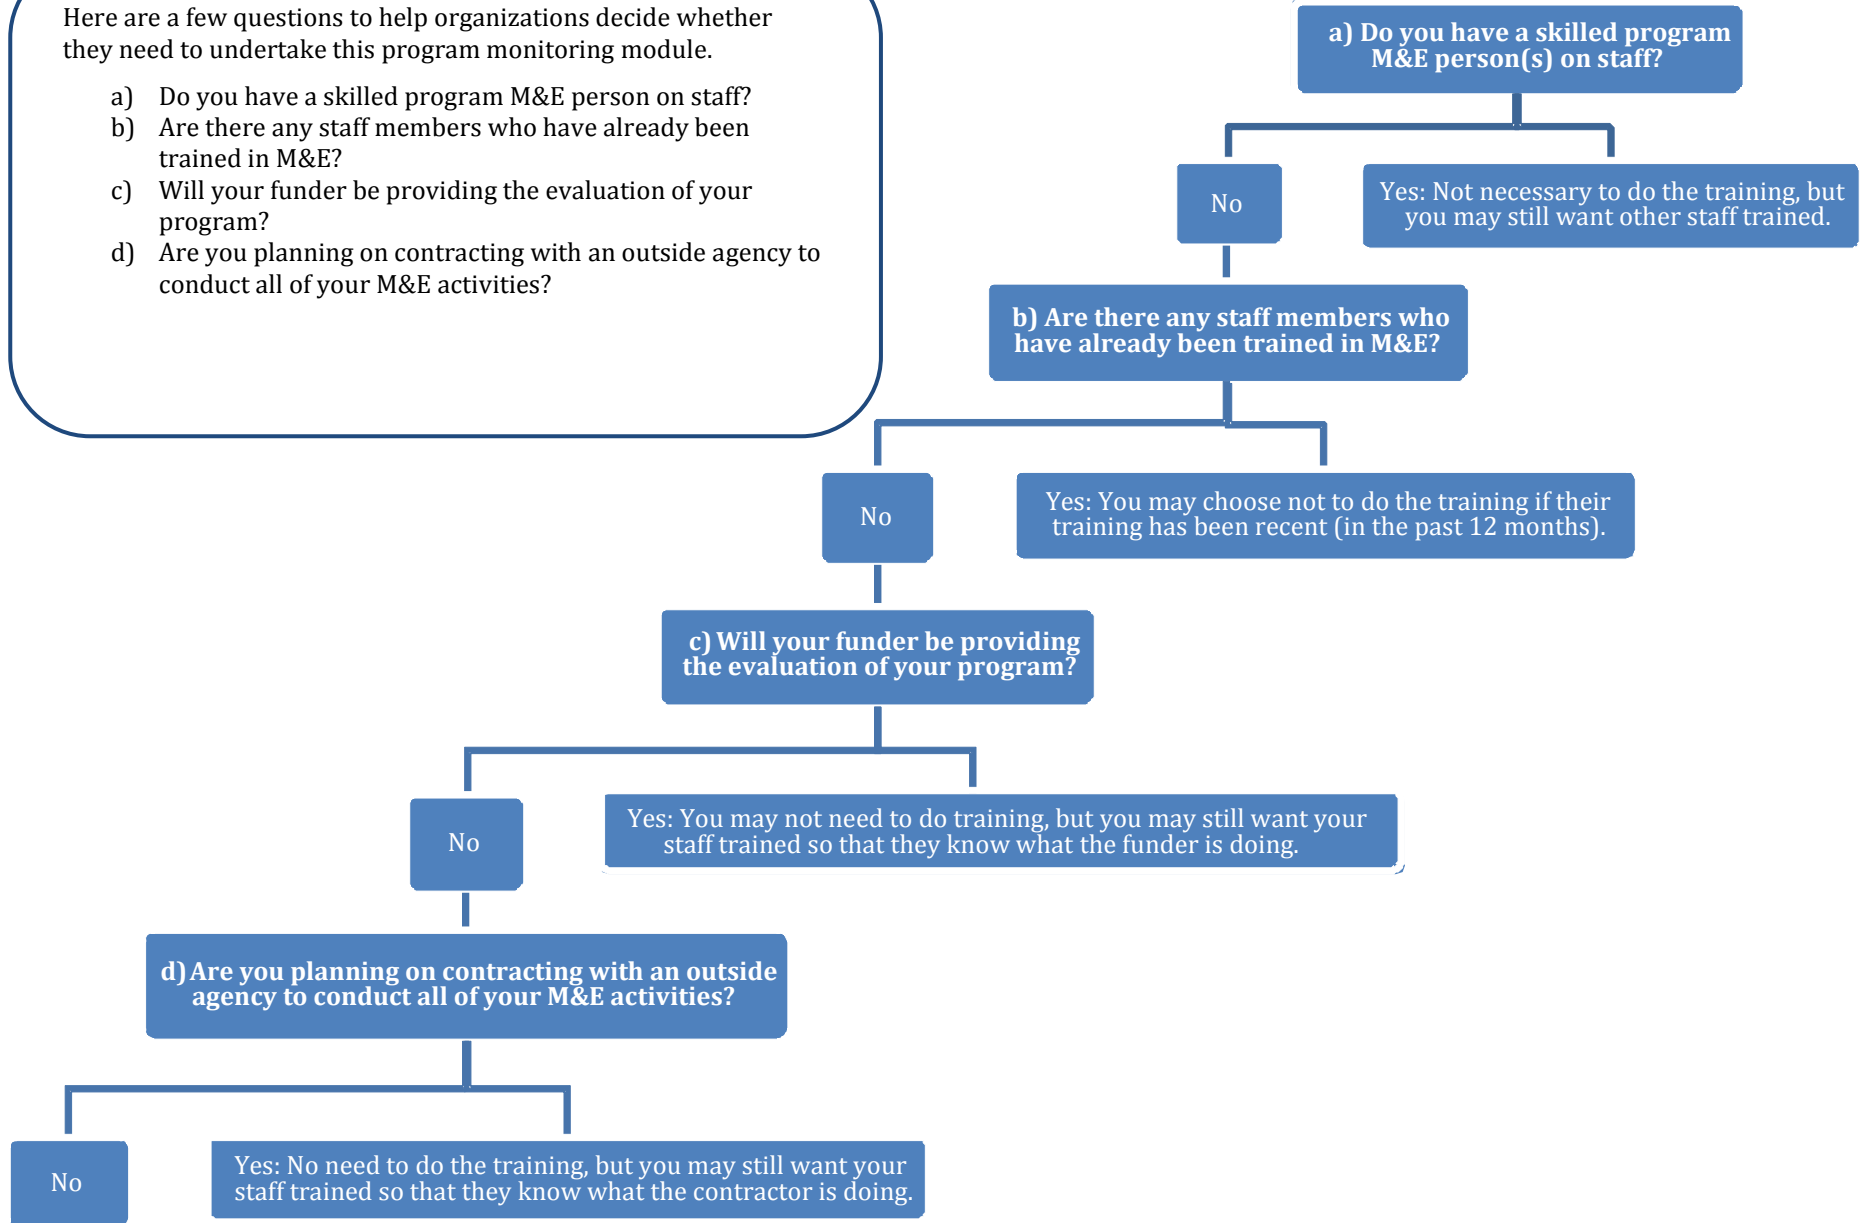 Here are a few questions to help organizations decide whether
they need to undertake this program monitoring module.
a) Do you have a skilled program M&E person on staff?
b) Are there any staff members who have already been
trained in M&E?
c) Will your funder be providing the evaluation of your
program?
d) Are you planning on contracting with an outside agency to
conduct all of your M&E activities?
a) Do you have a skilled program
M&E person(s) on staff?
No
Yes: Not necessary to do the training, but
you may still want other staff trained.
b) Are there any staff members who
have already been trained in M&E?
No
Yes: You may choose not to do the training if their
training has been recent (in the past 12 months).
c) Will your funder be providing
the evaluation of your program?
No
Yes: You may not need to do training, but you may still want your
staff trained so that they know what the funder is doing.
d) Are you planning on contracting with an outside
agency to conduct all of your M&E activities?
No
Yes: No need to do the training, but you may still want your
staff trained so that they know what the contractor is doing.